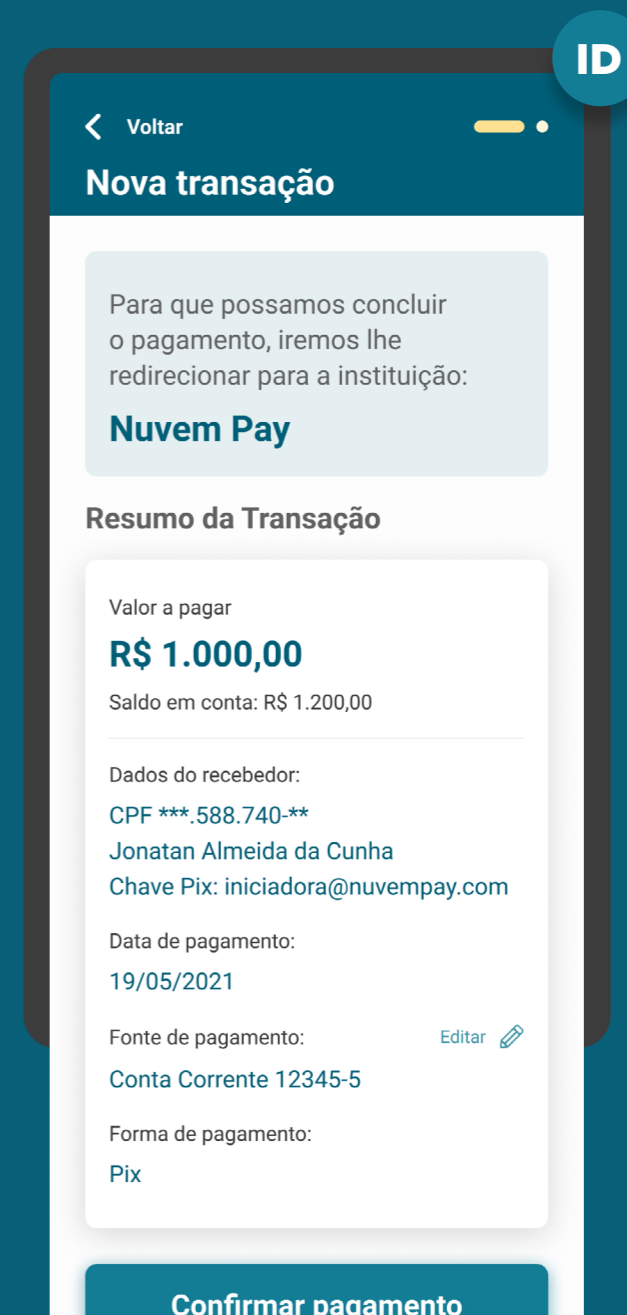 ID
Voltar
Nova transação
Para que possamos concluir
o pagamento, iremos lhe
redirecionar para a instituição:
Nuvem Pay
Resumo da Transação
Valor a pagar
R$ 1.000,00
Saldo em conta: R$ 1.200,00
Dados do recebedor:
CPF ***.588.740-**
Jonatan Almeida da Cunha
Chave Pix: iniciadora@nuvempay.com
Data de pagamento:
19/05/2021
Fonte de pagamento:
Editar
Conta Corrente 12345-5
Forma de pagamento:
Pix
Confirmar pagamento